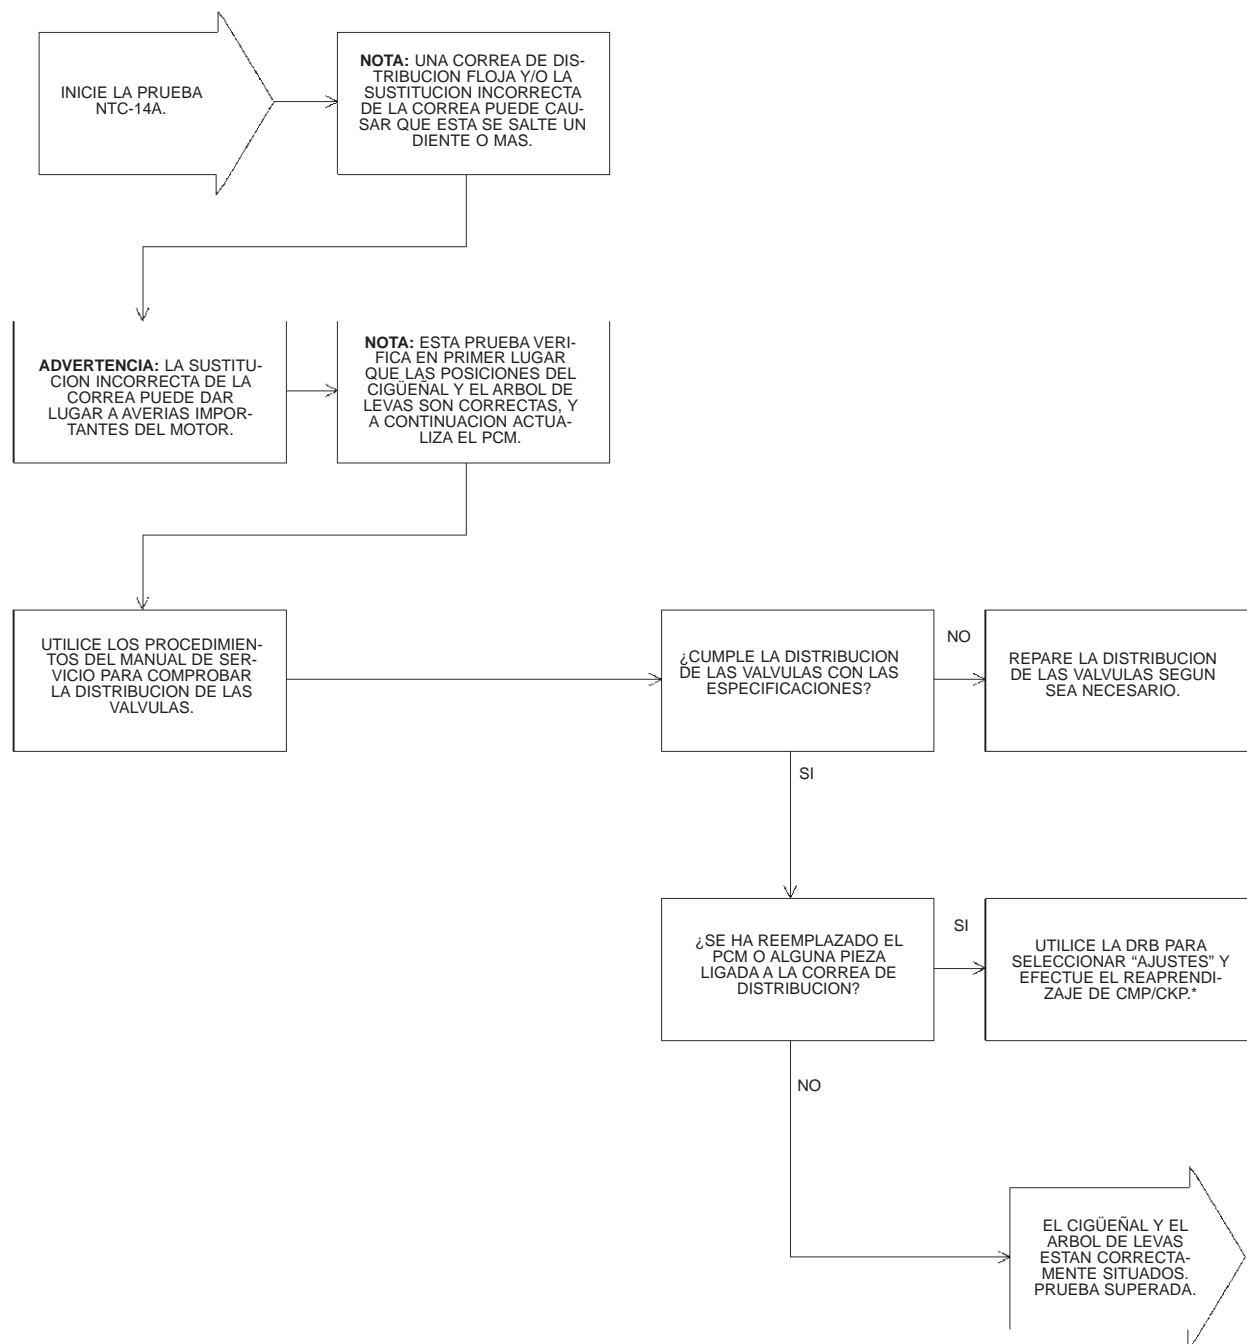 INICIE LA PRUEBA
NTC-14A.
NOTA: UNA CORREA DE DIS-
TRIBUCION FLOJA Y/O LA
SUSTITUCION INCORRECTA
DE LA CORREA PUEDE CAU-
SAR QUE ESTA SE SALTE UN
DIENTE O MAS.
ADVERTENCIA: LA SUSTITU-
CION INCORRECTA DE LA
CORREA PUEDE DAR
LUGAR A AVERIAS IMPOR-
TANTES DEL MOTOR.
NOTA: ESTA PRUEBA VERI-
FICA EN PRIMER LUGAR
QUE LAS POSICIONES DEL
CIGÜEÑAL Y EL ARBOL DE
LEVAS SON CORRECTAS, Y
A CONTINUACION ACTUA-
LIZA EL PCM.
UTILICE LOS PROCEDIMIEN-
TOS DEL MANUAL DE SER-
VICIO PARA COMPROBAR
LA DISTRIBUCION DE LAS
VALVULAS.
¿CUMPLE LA DISTRIBUCION
DE LAS VALVULAS CON LAS
ESPECIFICACIONES?
NO
REPARE LA DISTRIBUCION
DE LAS VALVULAS SEGUN
SEA NECESARIO.
SI
¿SE HA REEMPLAZADO EL
PCM O ALGUNA PIEZA
LIGADA A LA CORREA DE
DISTRIBUCION?
SI
UTILICE LA DRB PARA
SELECCIONAR “AJUSTES” Y
EFECTUE EL REAPRENDI-
ZAJE DE CMP/CKP.*
NO
EL CIGÜEÑAL Y EL
ARBOL DE LEVAS
ESTAN CORRECTA-
MENTE SITUADOS.
PRUEBA SUPERADA.